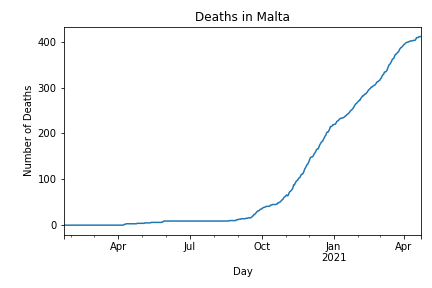 Deaths in Malta
Number of Deaths
400
300
200
100
0
Apr
Jul
Oct
Jan
2021
Apr
Day